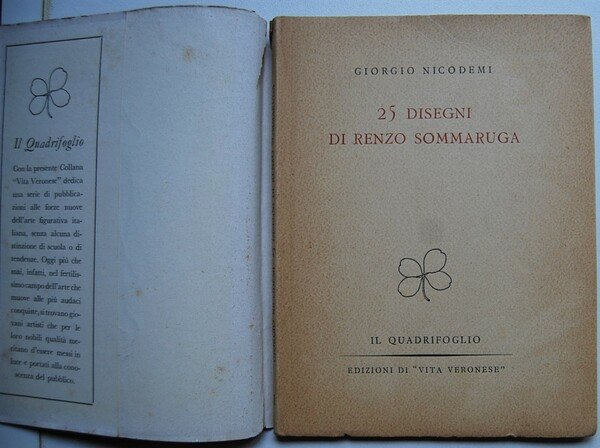 Il Quadrifoglio
Con la presente Collana
"Vita Veronese" dedica
una serie di pubblica-
zioni alle forze nuove
dell'arte figurativa ita-
liana, senza alcuna di-
stinzione di scuola o di
tendenze. Oggi più che
mai, infatti, nel fertilis-
simo campo dell'arte che
muove alle più audaci
conquiste, si trovano gio-
vani artisti che per le
loro nobili qualità me-
ritano d'essere messi in
luce e portati alla cono-
scenza del pubblico.
GIORGIO NICODEMI
25 DISEGNI
DI RENZO SOMMARUGA
IL QUADRIFOGLIO
EDIZIONI DI "VITA VERONESE"